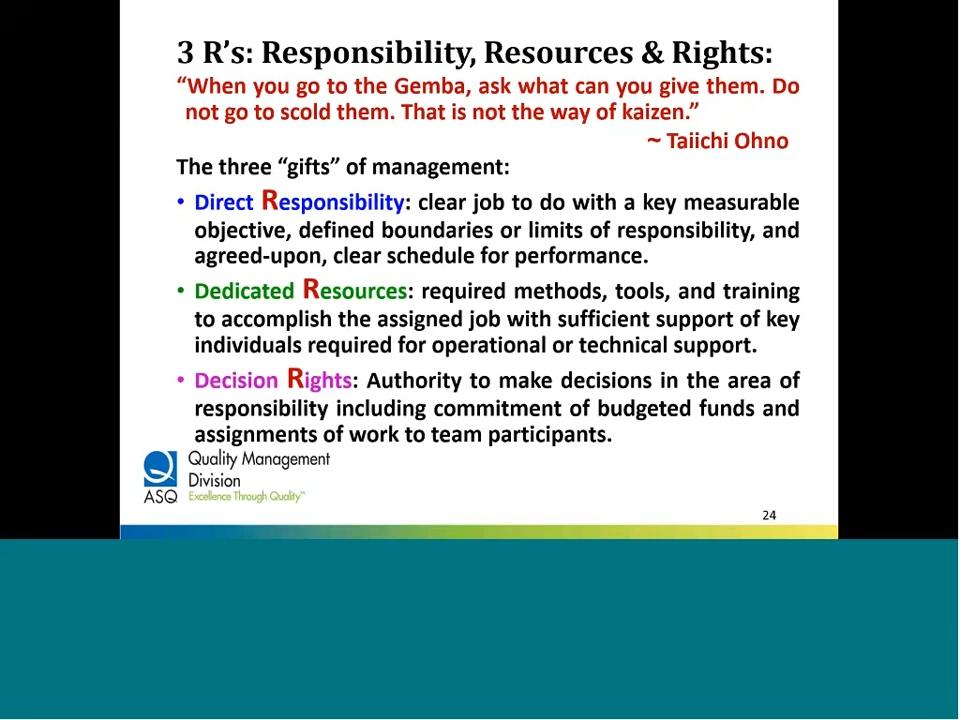 3 R’s: Responsibility, Resources & Rights:
“When you go to the Gemba, ask what can you give them. Do
not go to scold them. That is not the way of kaizen.”
~ Taiichi Ohno
The three “gifts” of management:
• Direct Responsibility: clear job to do with a key measurable
objective, defined boundaries or limits of responsibility, and
agreed-upon, clear schedule for performance.
• Dedicated Resources: required methods, tools, and training
to accomplish the assigned job with sufficient support of key
individuals required for operational or technical support.
• Decision Rights: Authority to make decisions in the area of
responsibility including commitment of budgeted funds and
assignments of work to team participants.
Quality Management
Division
ASQ Excellence Through Quality™
24